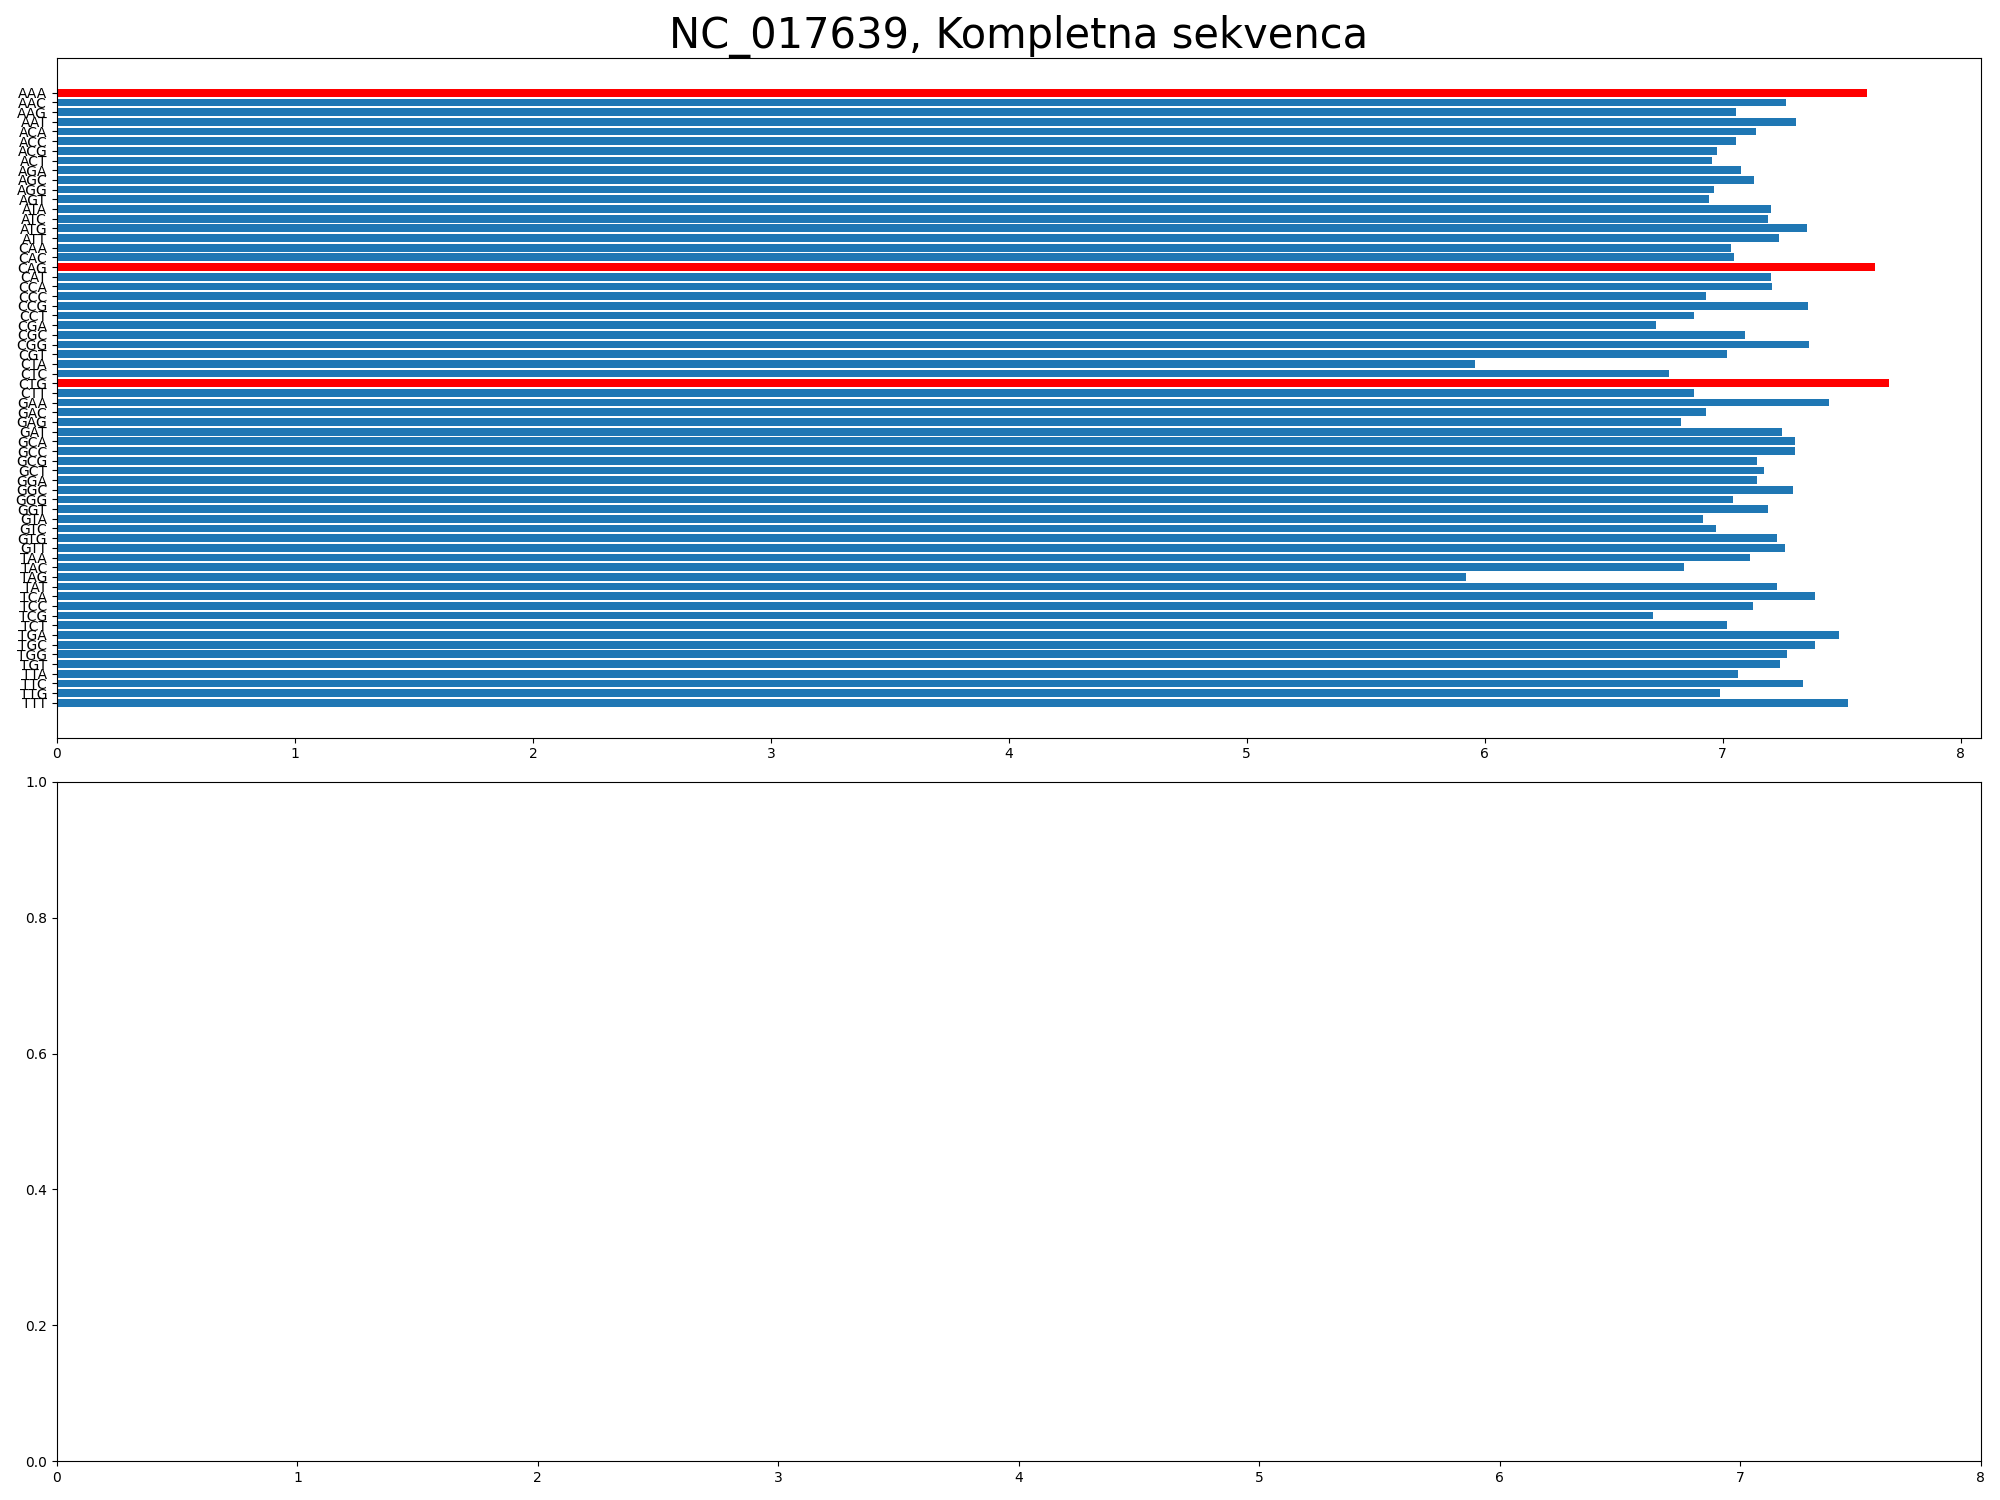 NC_017639, Kompletna sekvenca
AAA
AAC
AAG
AAT
ACA
ACC
ACG
ACT
AGA
AGC
AGG
AGT
ATA
ATC
ATG
ATT
CAA
CAC
CAG
CAT
CCA
CCC
CCG
CCT
CGA
CGC
CGG
CGT
CTA
CTC
CTG
CTT
GAA
GAC
GAG
GAT
GCA
GCC
GCG
GCT
GGA
GGC
GGG
GGT
GTA
GTC
GTG
GTT
TAA
TAC
TAG
TAT
TCA
TCC
TCG
TCT
TGA
TGC
TGG
TGT
TTA
TTC
TTG
TTT
0 1 2 3 4 5 6 7 8
1.0
0.8
0.6
0.4
0.2
0.0
0 1 2 3 4 5 6 7 8